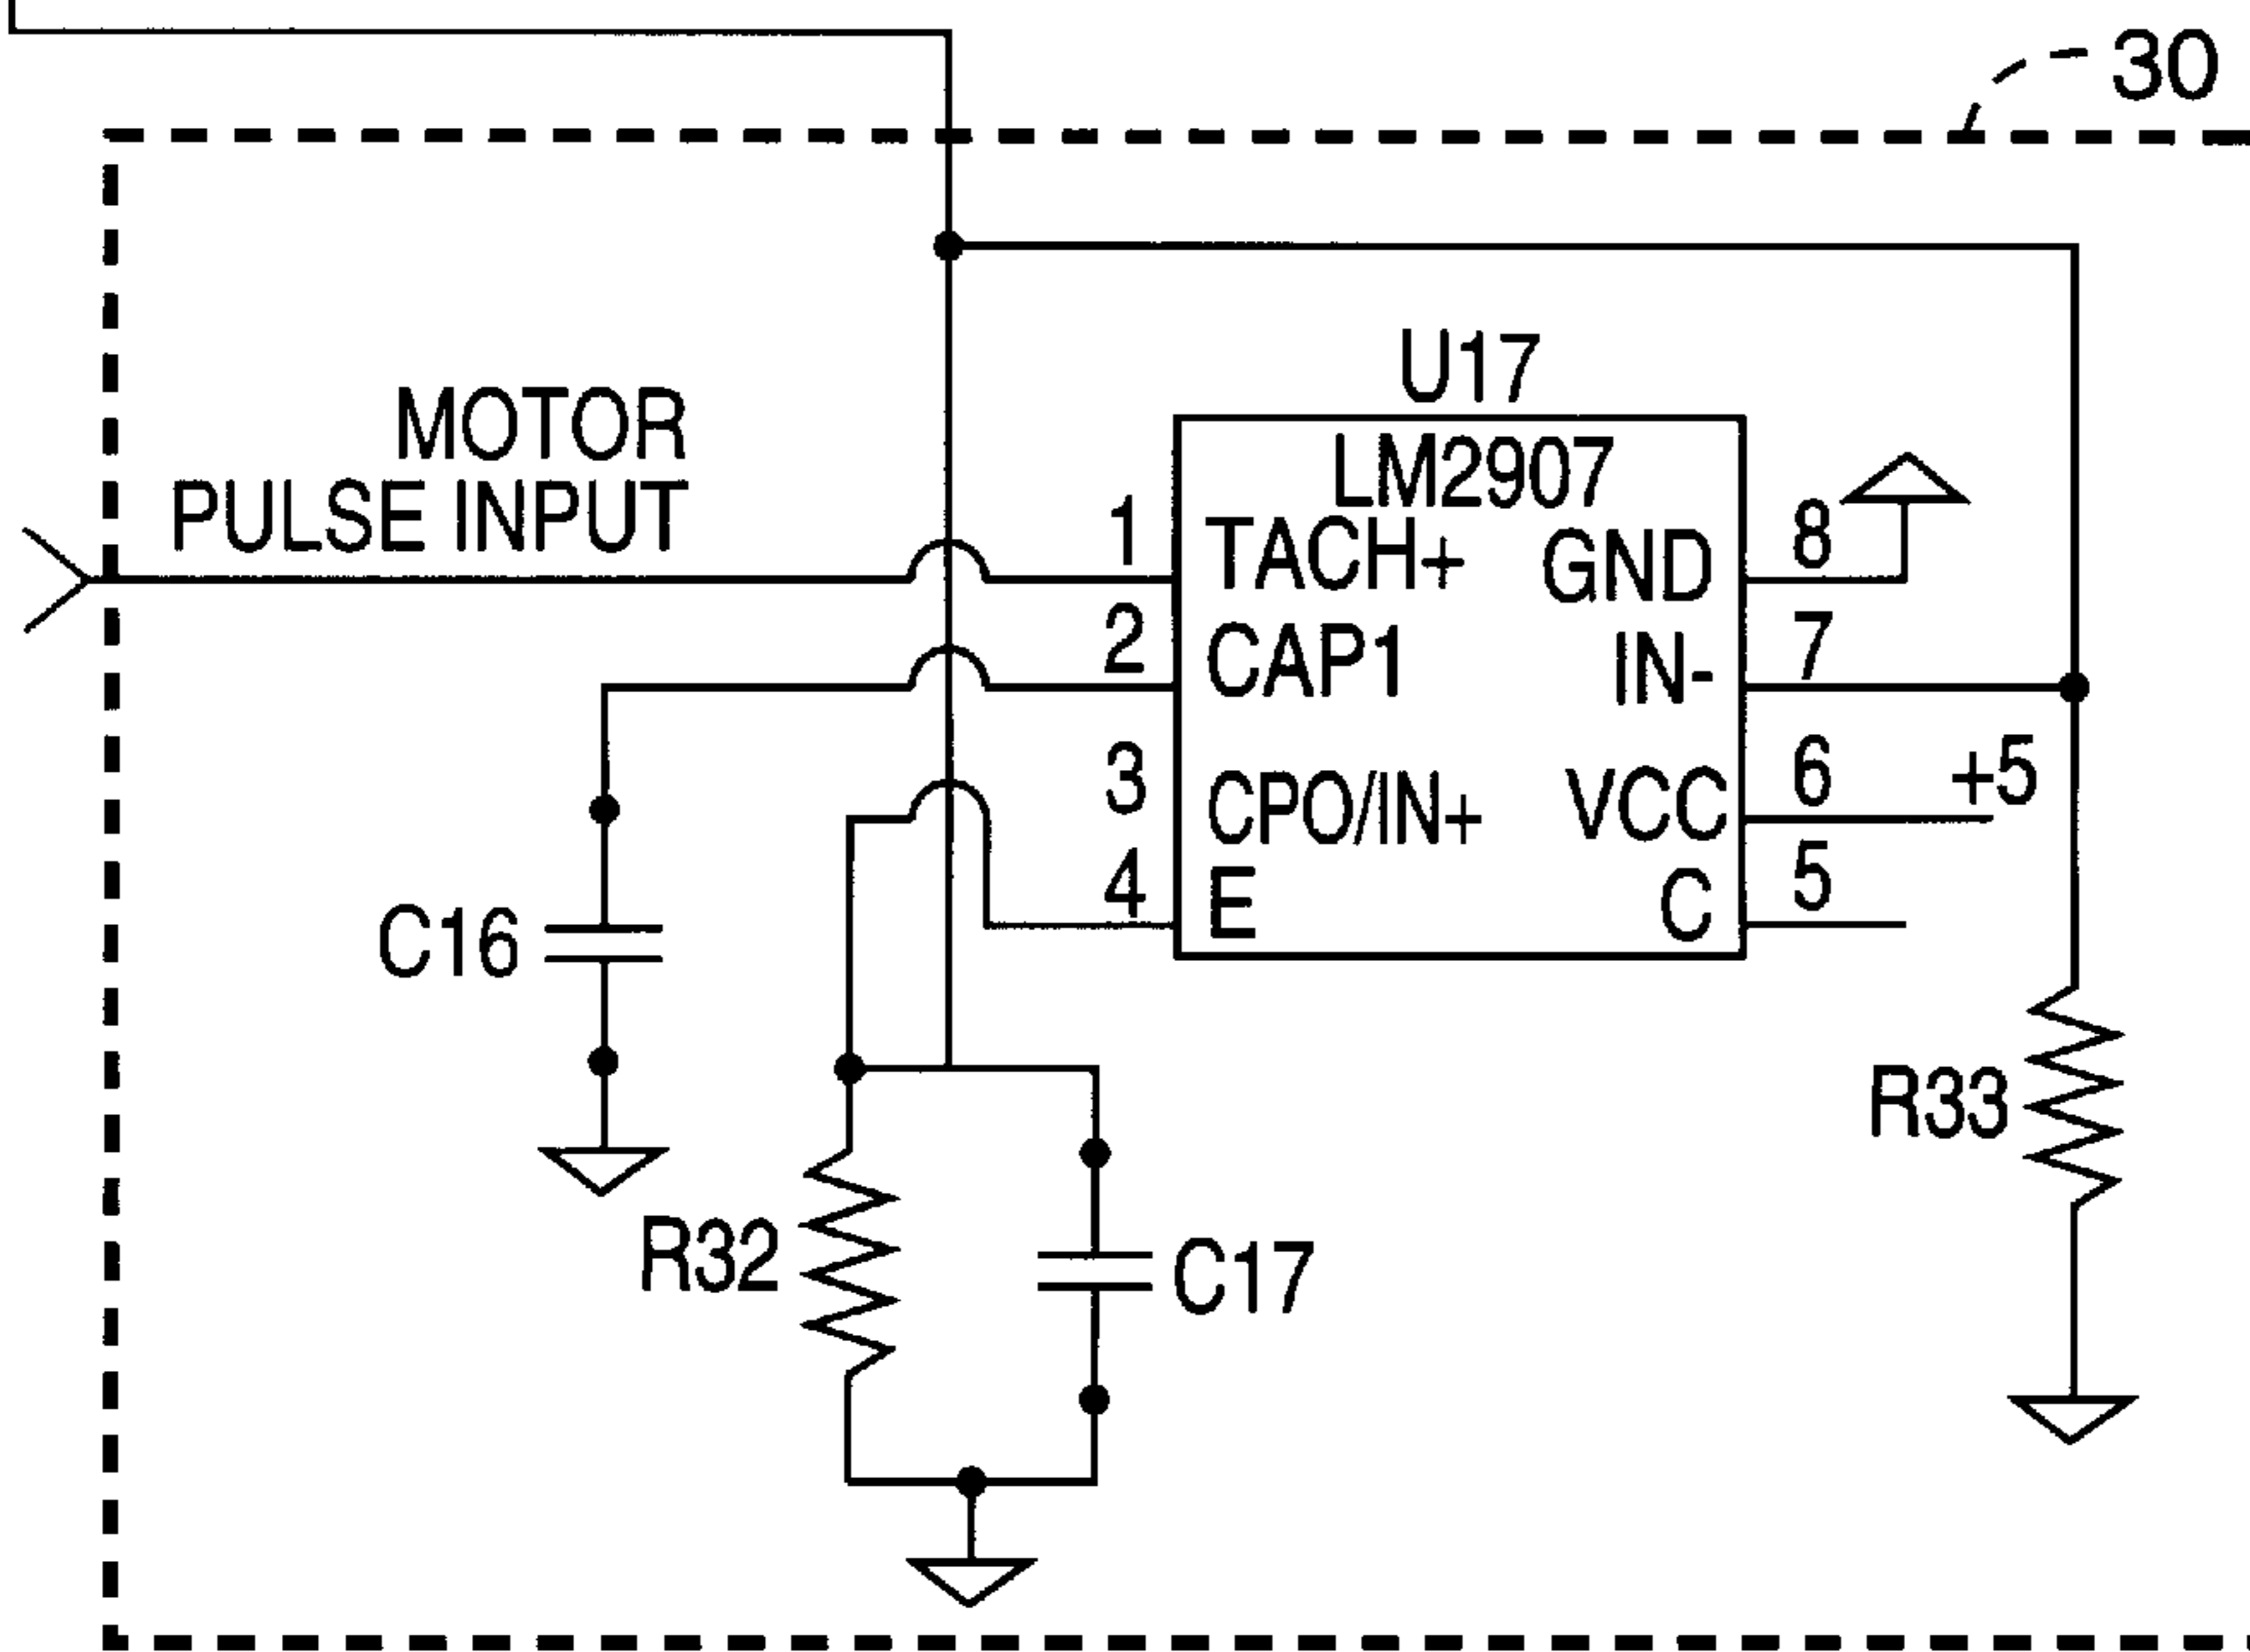 30
U17
MOTOR
PULSE INPUT
LM2907
1
TACH+
GND
8
2
CAP1
IN-
7
3
CPO/IN+
VCC
6
+5
4
E
C
5
C16
R33
R32
C17